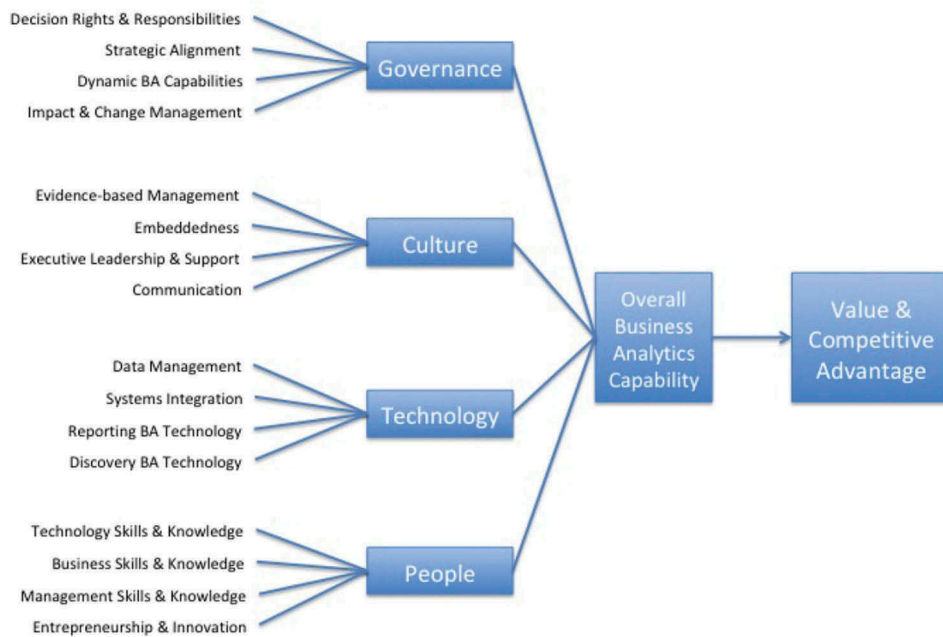 Decision Rights & Responsibilities
Strategic Alignment
Dynamic BA Capabilities
Impact & Change Management
Governance
Evidence-based Management
Embeddedness
Executive Leadership & Support
Communication
Culture
Data Management
Systems Integration
Reporting BA Technology
Discovery BA Technology
Technology
Technology Skills & Knowledge
Business Skills & Knowledge
Management Skills & Knowledge
Entrepreneurship & Innovation
People
Overall
Business
Analytics
Capability
Value &
Competitive
Advantage